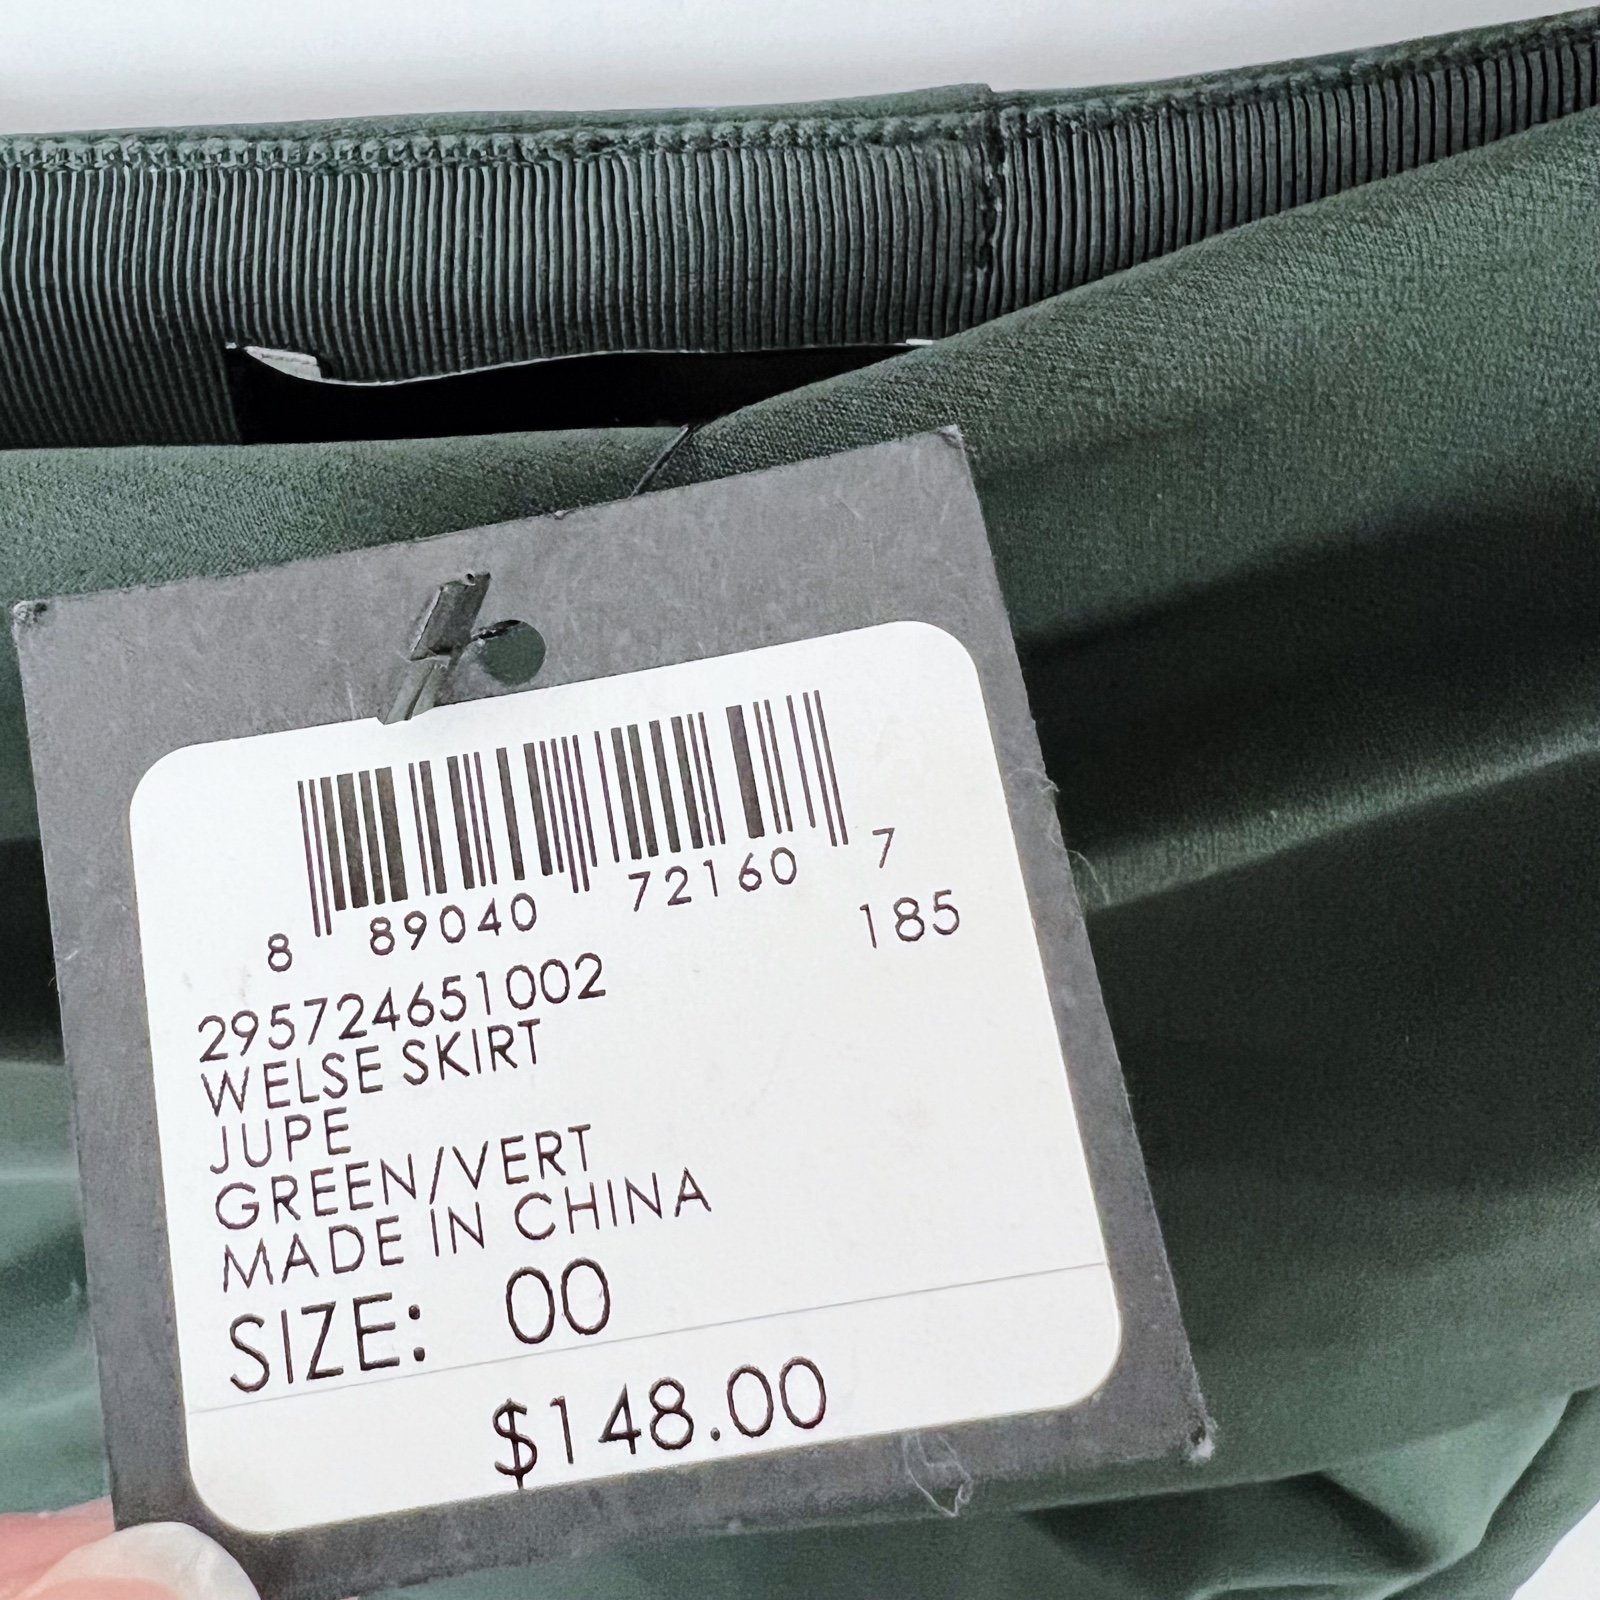 8 89040 72160 7
185
295724651002
WELSE SKIRT
JUPE
GREEN/VERT
MADE IN CHINA
SIZE: 00
$148.00